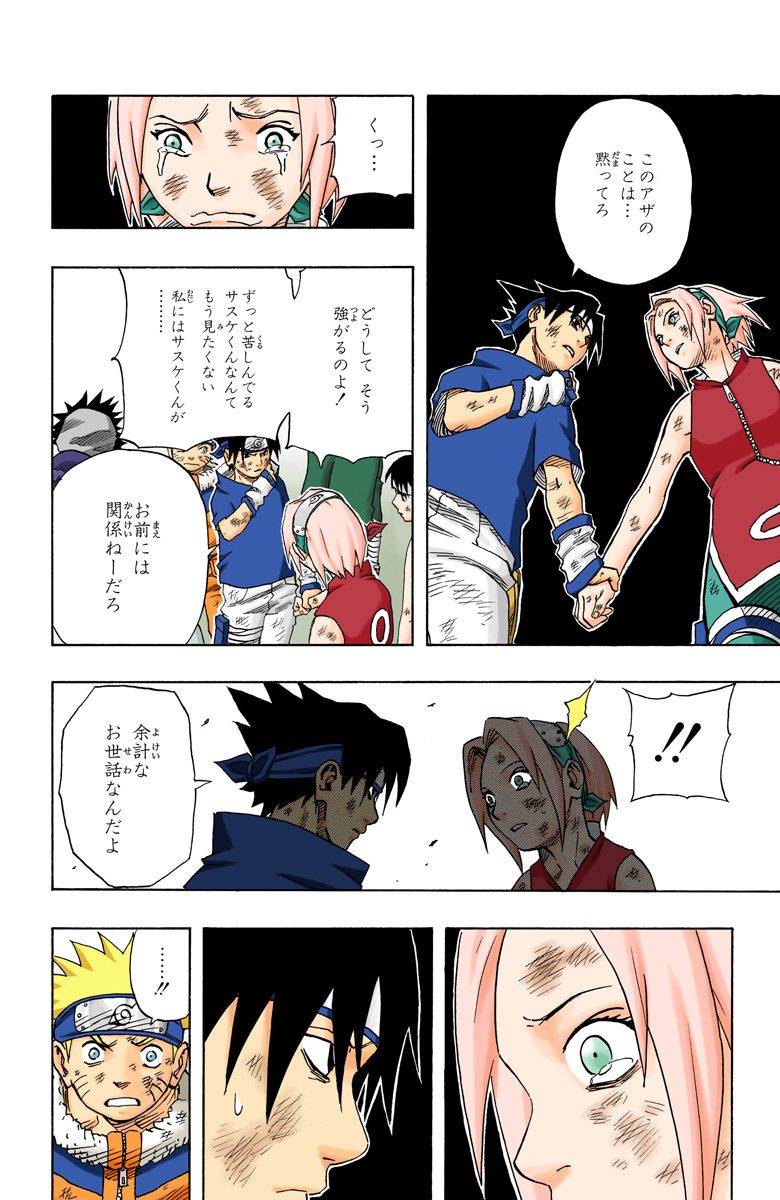 このアザの
ことは…
黙ってろ
くっ…
どうして そう
強がるのよ！
ずっと苦しんでる
サスケくんなんて
もう見たくない
私にはサスケくんが
………
お前には
関係ねーだろ
!!
余計な
お世話なんだよ
……!!